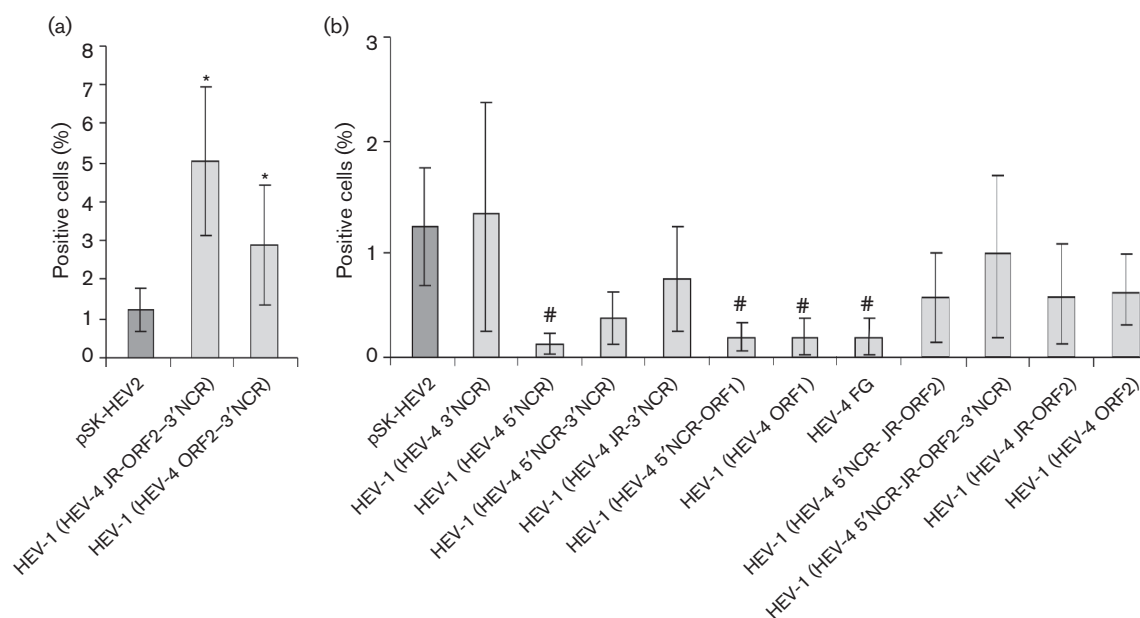 (a)
8
7
6
5
4
3
2
1
0
Positive cells (%)
*
*
pSK-HEV2
HEV-1 (HEV-4 JR-ORF2–3′NCR)
HEV-1 (HEV-4 ORF2–3′NCR)
(b)
3
2
1
0
Positive cells (%)
#
#
#
#
pSK-HEV2
HEV-1 (HEV-4 3′NCR)
HEV-1 (HEV-4 5′NCR)
HEV-1 (HEV-4 5′NCR-3′NCR)
HEV-1 (HEV-4 JR-3′NCR)
HEV-1 (HEV-4 5′NCR-ORF1)
HEV-1 (HEV-4 ORF1)
HEV-4 FG
HEV-1 (HEV-4 5′NCR- JR-ORF2)
HEV-1 (HEV-4 5′NCR-JR-ORF2–3′NCR)
HEV-1 (HEV-4 JR-ORF2)
HEV-1 (HEV-4 ORF2)